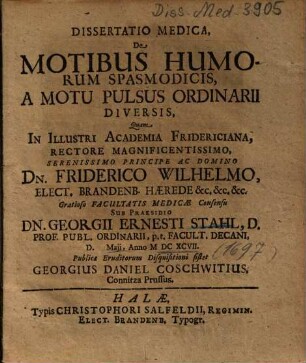 Diss. Med. 3905
DISSERTATIO MEDICA,
De
MOTIBUS HUMO-
RUM SPASMODICIS,
A MOTU PULSUS ORDINARII
DIVERSIS,
Quam
IN ILLUSTRI ACADEMIA FRIDERICIANA,
RECTORE MAGNIFICENTISSIMO,
SERENISSIMO PRINCIPE AC DOMINO
DN. FRIDERICO WILHELMO,
ELECT. BRANDENB. HÆREDE &c. &c. &c.
Gratioso FACULTATIS MEDICÆ Consensu
SUB PRÆSIDIO
DN. GEORGII ERNESTI STAHL, D.
PROF. PUBL. ORDINARII, p.t. FACULT. DECANI,
D. Maji, Anno M DC XCVII.
(1697)
Publicæ Eruditorum Disquisitioni sistet
GEORGIUS DANIEL COSCHWITIUS,
Connitza Prussus.
HALÆ,
Typis CHRISTOPHORI SALFELDII, REGIMIN.
ELECT. BRANDENB. Typogr.